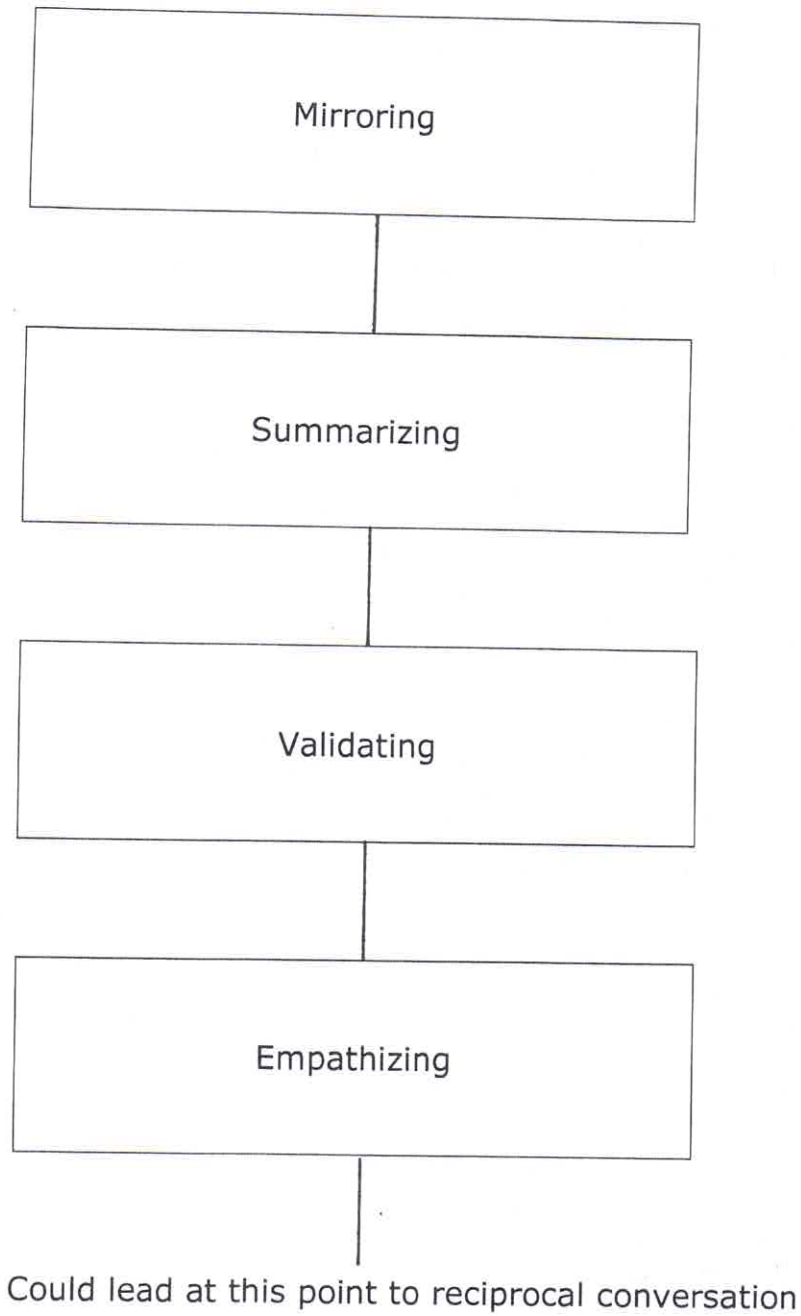 Mirroring
Summarizing
Validating
Empathizing
Could lead at this point to reciprocal conversation